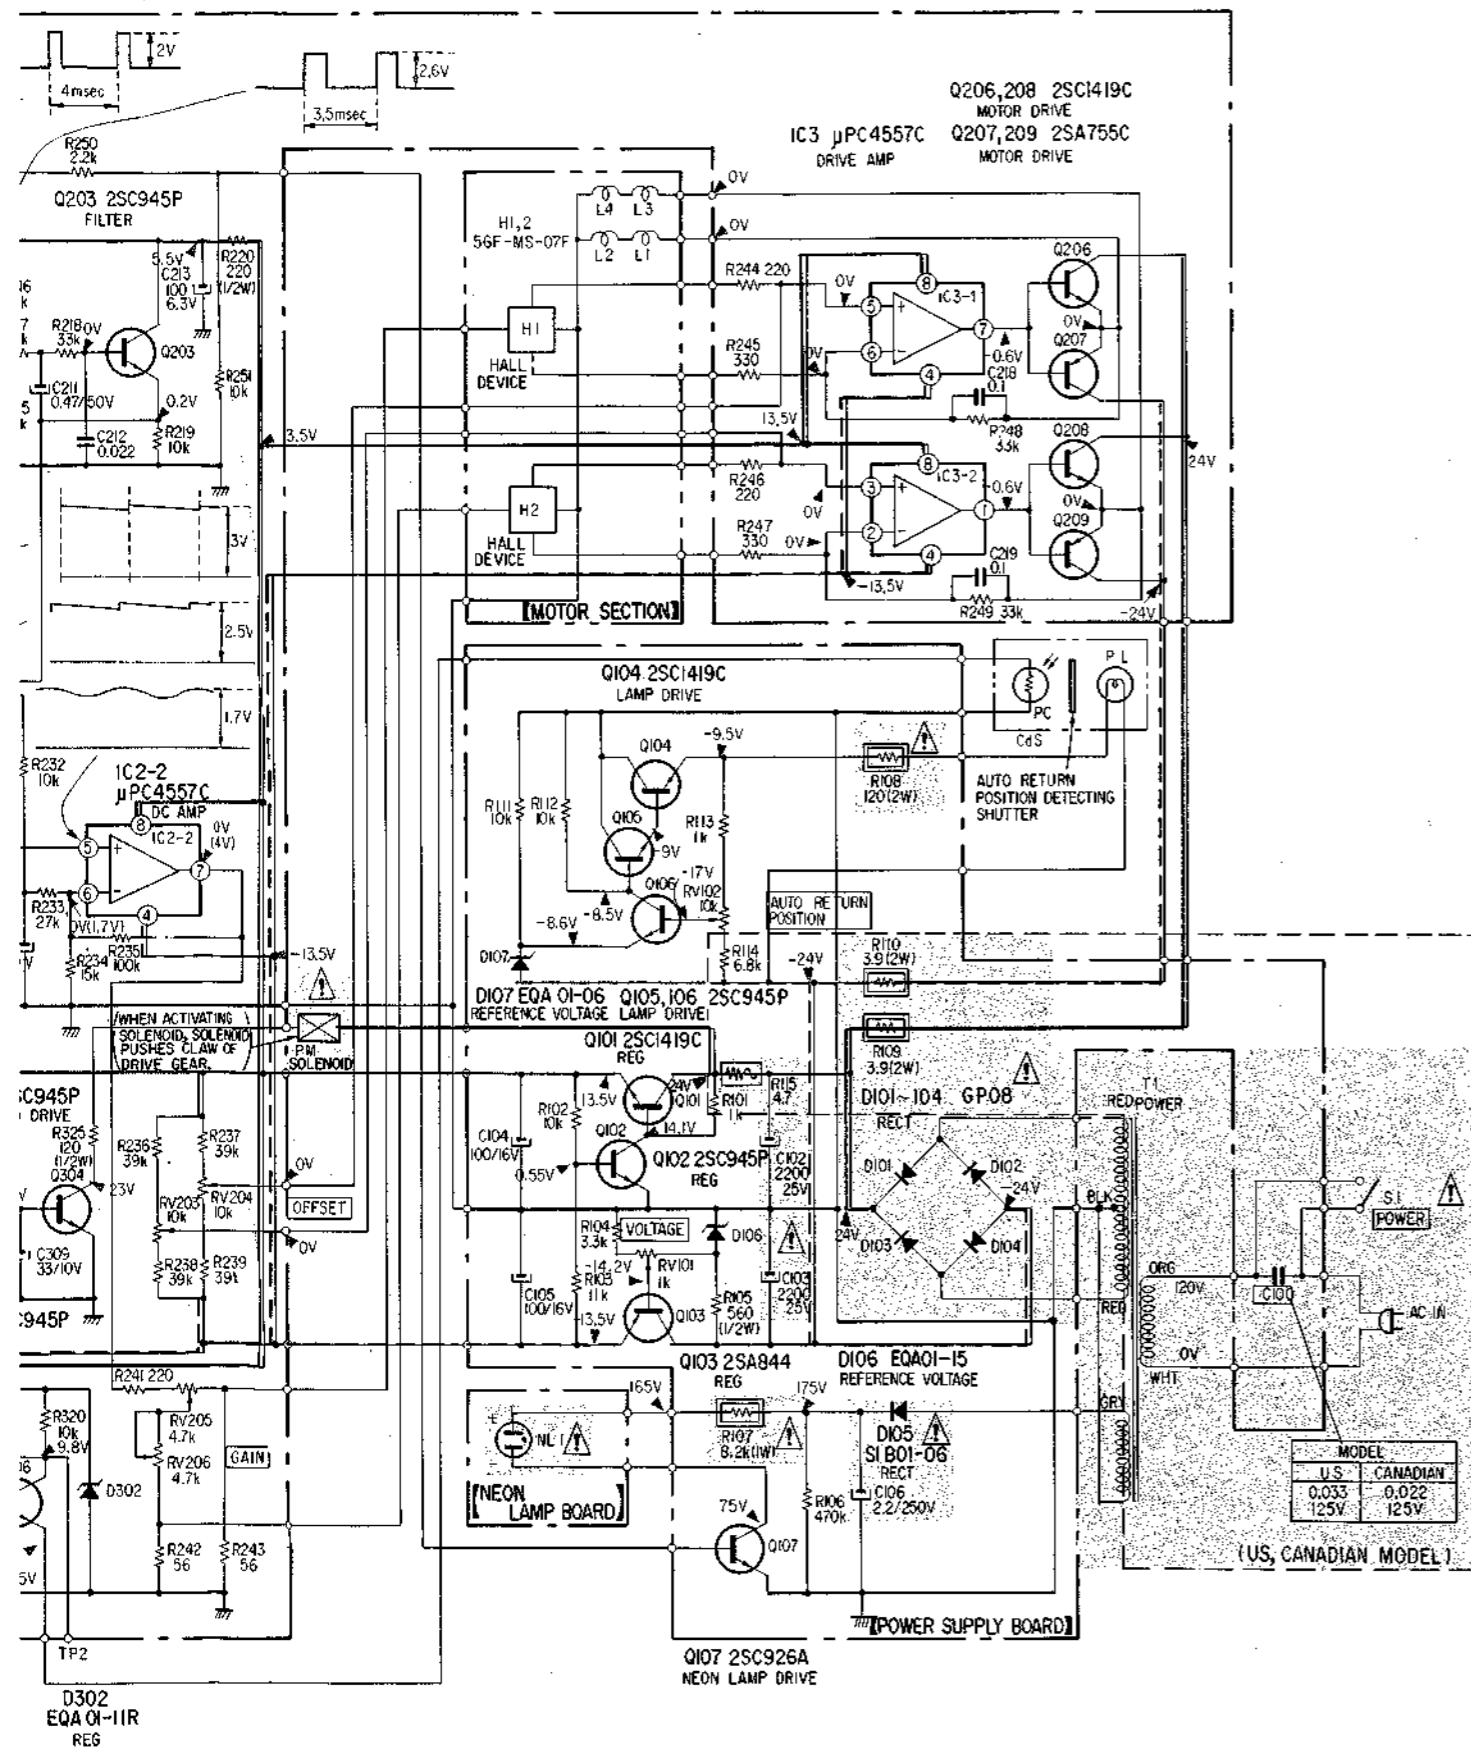 2V
4msec
2.6V
3.5msec
Q206,208 2SC1419C
MOTOR DRIVE
IC3 µPC4557C
DRIVE AMP
Q207,209 2SA755C
MOTOR DRIVE
R250
2.2k
Q203 2SC945P
FILTER
0V
L4 L3
H1,2
5GF-MS-07F
0V
L2 L1
5.5V
C213
100
6.3V
R220
220
(1/2W)
R244 220
0V
8
IC3-1
5
+
7
6
-
4
Q206
0V
Q207
R218
33k
0V
Q203
H1
HALL
DEVICE
R245
330
0V
-0.6V
C218
0.1
R248
33k
C211
0.47/50V
0.2V
R251
10k
C212
0.022
R219
10k
13.5V
Q208
24V
R246
220
8
IC3-2
3
+
1
2
-
4
-0.6V
0V
Q209
H2
HALL
DEVICE
0V
R247
330
0V
C219
0.1
-13.5V
R249 33k
-24V
3V
2.5V
1.7V
【MOTOR SECTION】
Q104 2SC1419C
LAMP DRIVE
PL
PC
CdS
AUTO RETURN
POSITION DETECTING
SHUTTER
-9.5V
Q104
R108
120(2W)
R232
10k
IC2-2
µPC4557C
DC AMP
8
IC2-2
0V
(4V)
5
+
7
6
-
4
R111
10k
R112
10k
Q105
-9V
R113
1k
-17V
Q106
RV102
10k
R233
27k
0V(1.7V)
R235
100k
R234
15k
-13.5V
-8.6V
-8.5V
AUTO RETURN
POSITION
D107
R114
6.8k
-24V
R110
3.9(2W)
D107 EQA 01-06
REFERENCE VOLTAGE
Q105,106 2SC945P
LAMP DRIVE
WHEN ACTIVATING
SOLENOID, SOLENOID
PUSHES CLAW OF
DRIVE GEAR.
P.M.
SOLENOID
Q101 2SC1419C
REG
R109
3.9(2W)
D101~104 GP08
RECT
T1
POWER
RED
13.5V
24V
Q101
R101
1k
R115
4.7
R102
10k
14.1V
C104
100/16V
Q102
0.55V
Q102 2SC945P
REG
C102
2200
25V
D101
D102
-24V
D103
D104
24V
BLK
RED
S.1
POWER
DRIVE
R325
120
(1/2W)
Q304
23V
R236
39k
R237
39k
RV203
10k
RV204
10k
0V
OFFSET
0V
R238
39k
R239
39k
C309
33/10V
R104
3.3k
VOLTAGE
D106
-14.2V
RV101
1k
R103
11k
C105
100/16V
-13.5V
Q103
R105
560
(1/2W)
C103
2200
25V
ORG
120V
C100
AC IN
0V
WHT
GRY
Q103 2SA844
REG
D106 EQA01-15
REFERENCE VOLTAGE
R241 220
RV205
4.7k
RV206
4.7k
GAIN
R320
10k
9.8V
D302
R242
56
R243
56
NL1
【NEON
LAMP BOARD】
165V
R107
8.2k(1W)
175V
D105
S1B01-06
RECT
C106
2.2/250V
R106
470k
75V
Q107
MODEL
US CANADIAN
0.033 0.022
125V 125V
(US, CANADIAN MODEL)
【POWER SUPPLY BOARD】
Q107 2SC926A
NEON LAMP DRIVE
TP2
D302
EQA 01-11R
REG